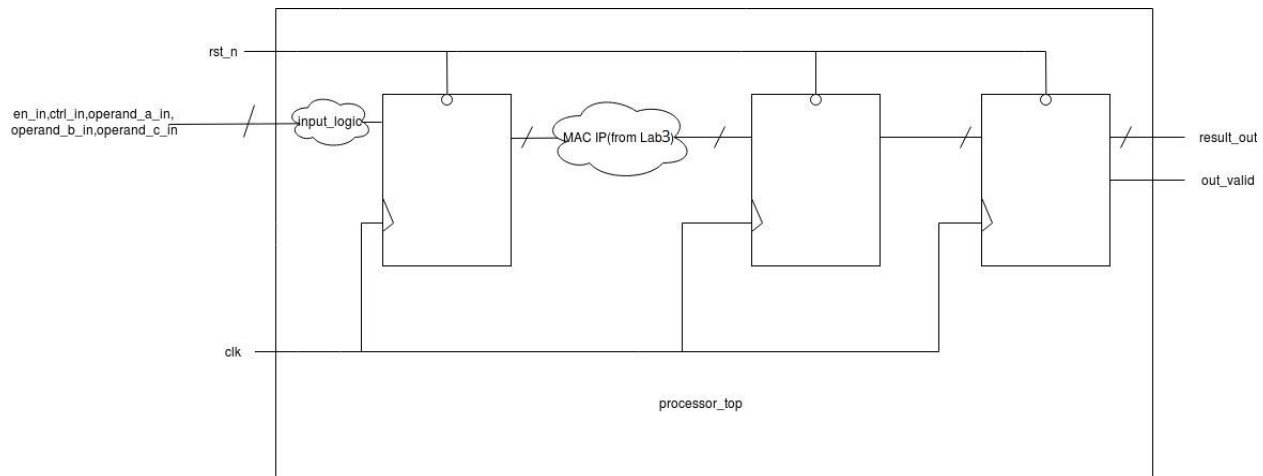 rst_n
en_in,ctrl_in,operand_a_in,
operand_b_in,operand_c_in
input_logic
MAC IP(from Lab3)
result_out
out_valid
clk
processor_top